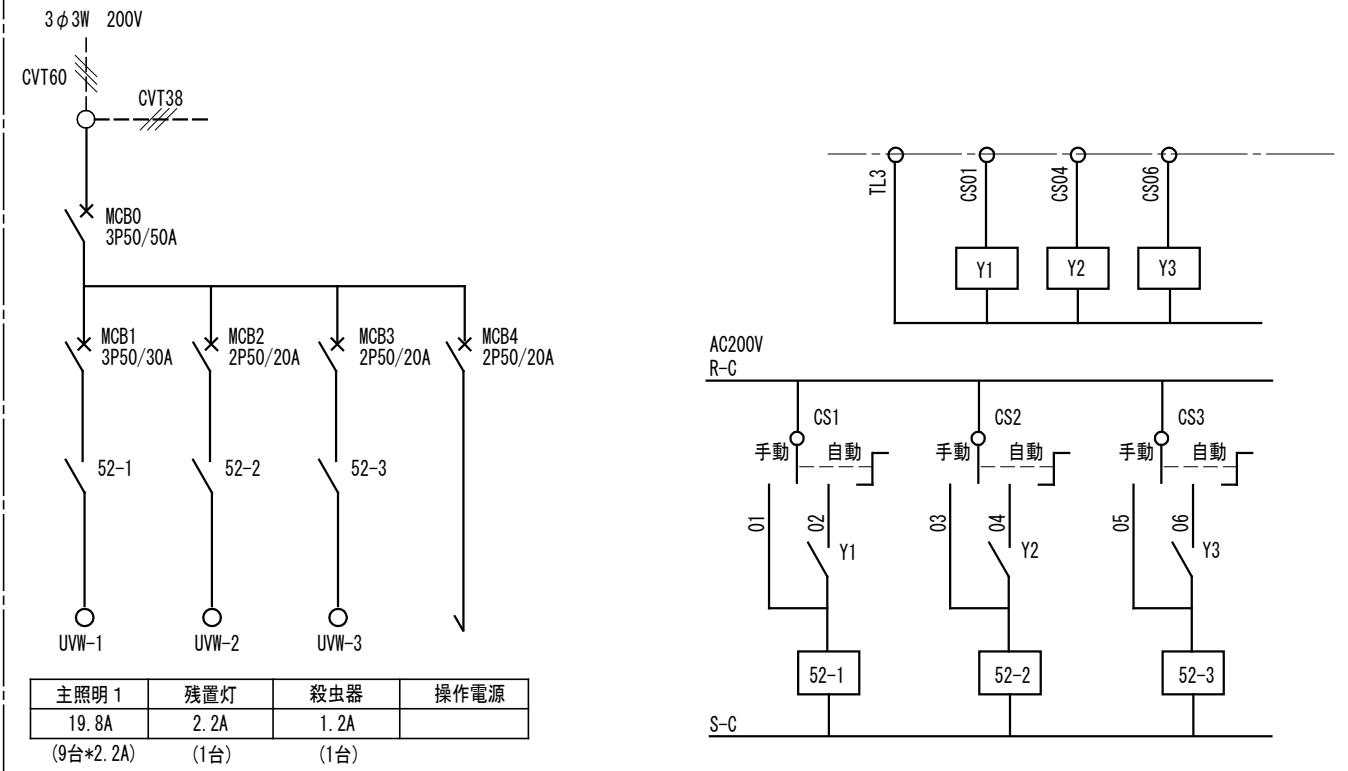 3φ3W 200V
CVT60
CVT38
MCB0
3P50/50A
MCB1
3P50/30A
MCB2
2P50/20A
MCB3
2P50/20A
MCB4
2P50/20A
52-1
52-2
52-3
UVW-1
UVW-2
UVW-3
主照明1 残置灯 殺虫器 操作電源
19.8A 2.2A 1.2A
(9台*2.2A) (1台) (1台)
TL3
CS01
CS04
CS06
Y1
Y2
Y3
AC200V
R-C
CS1
CS2
CS3
手動 自動
手動 自動
手動 自動
01
02
03
04
05
06
Y1
Y2
Y3
52-1
52-2
52-3
S-C